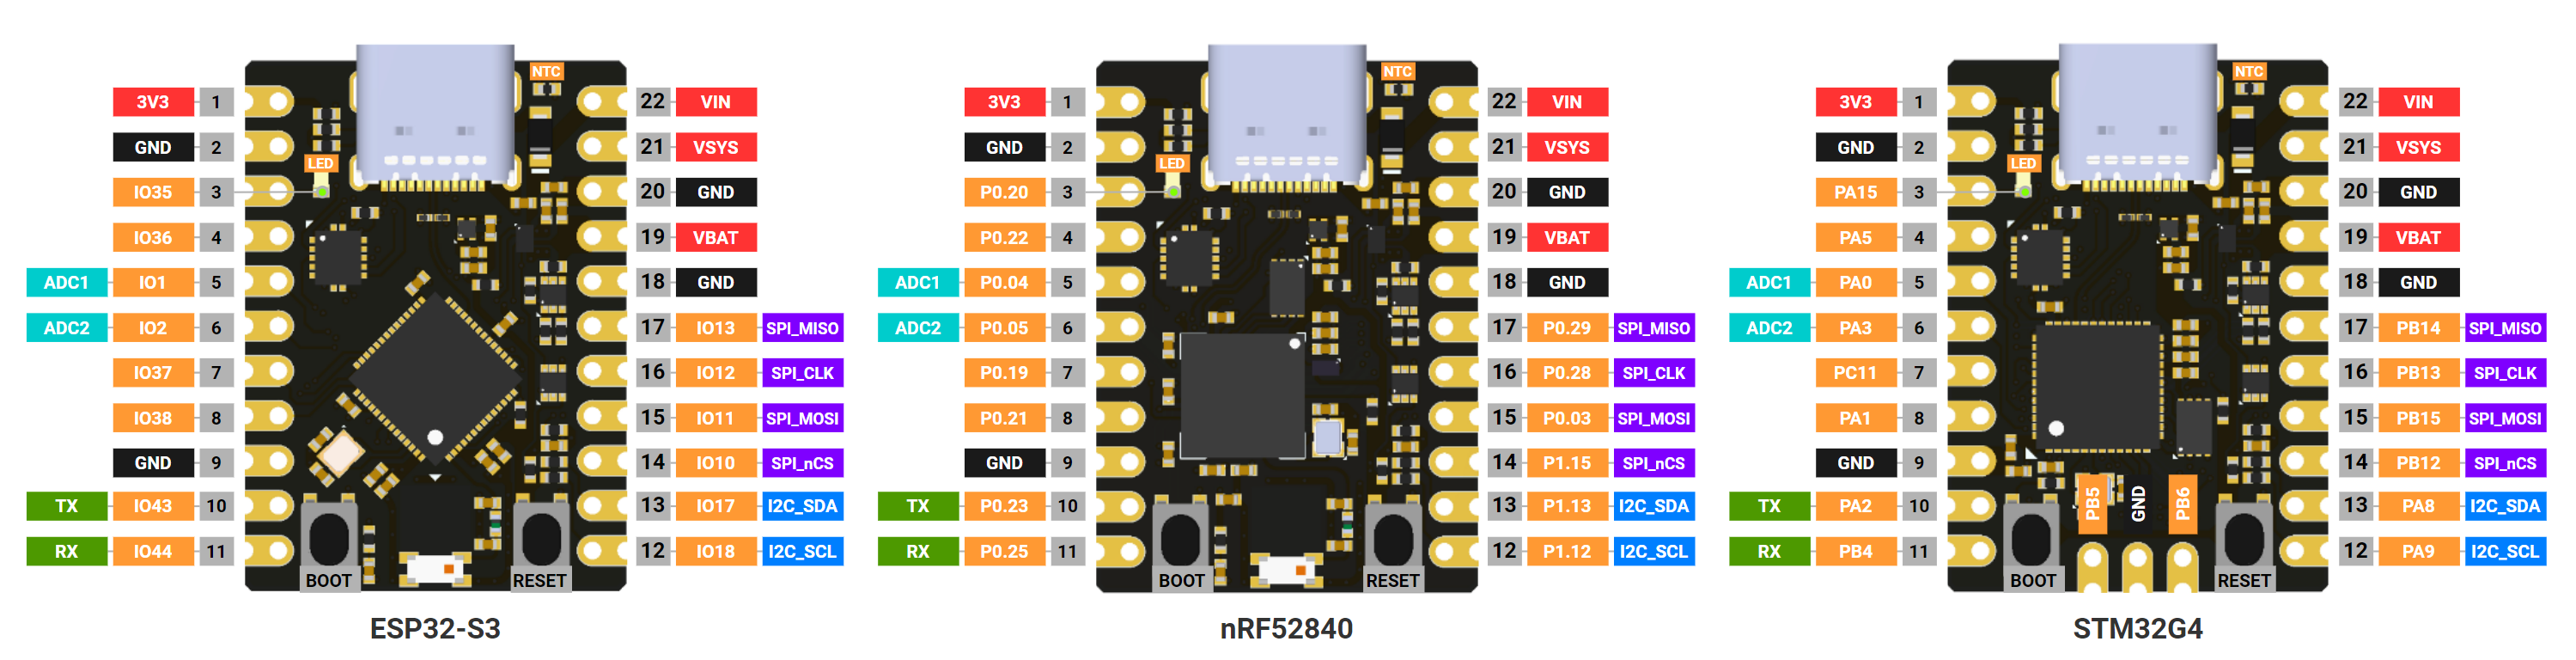 NTC
3V3 1 22 VIN
GND 2 21 VSYS
LED
IO35 3 20 GND
IO36 4 19 VBAT
ADC1 IO1 5 18 GND
ADC2 IO2 6 17 IO13 SPI_MISO
IO37 7 16 IO12 SPI_CLK
IO38 8 15 IO11 SPI_MOSI
GND 9 14 IO10 SPI_nCS
TX IO43 10 13 IO17 I2C_SDA
RX IO44 11 12 IO18 I2C_SCL
BOOT RESET
ESP32-S3
NTC
3V3 1 22 VIN
GND 2 21 VSYS
LED
P0.20 3 20 GND
P0.22 4 19 VBAT
ADC1 P0.04 5 18 GND
ADC2 P0.05 6 17 P0.29 SPI_MISO
P0.19 7 16 P0.28 SPI_CLK
P0.21 8 15 P0.03 SPI_MOSI
GND 9 14 P1.15 SPI_nCS
TX P0.23 10 13 P1.13 I2C_SDA
RX P0.25 11 12 P1.12 I2C_SCL
BOOT RESET
nRF52840
NTC
3V3 1 22 VIN
GND 2 21 VSYS
LED
PA15 3 20 GND
PA5 4 19 VBAT
ADC1 PA0 5 18 GND
ADC2 PA3 6 17 PB14 SPI_MISO
PC11 7 16 PB13 SPI_CLK
PA1 8 15 PB15 SPI_MOSI
GND 9 14 PB12 SPI_nCS
TX PA2 10 PB5 GND PB6 13 PA8 I2C_SDA
RX PB4 11 12 PA9 I2C_SCL
BOOT RESET
STM32G4